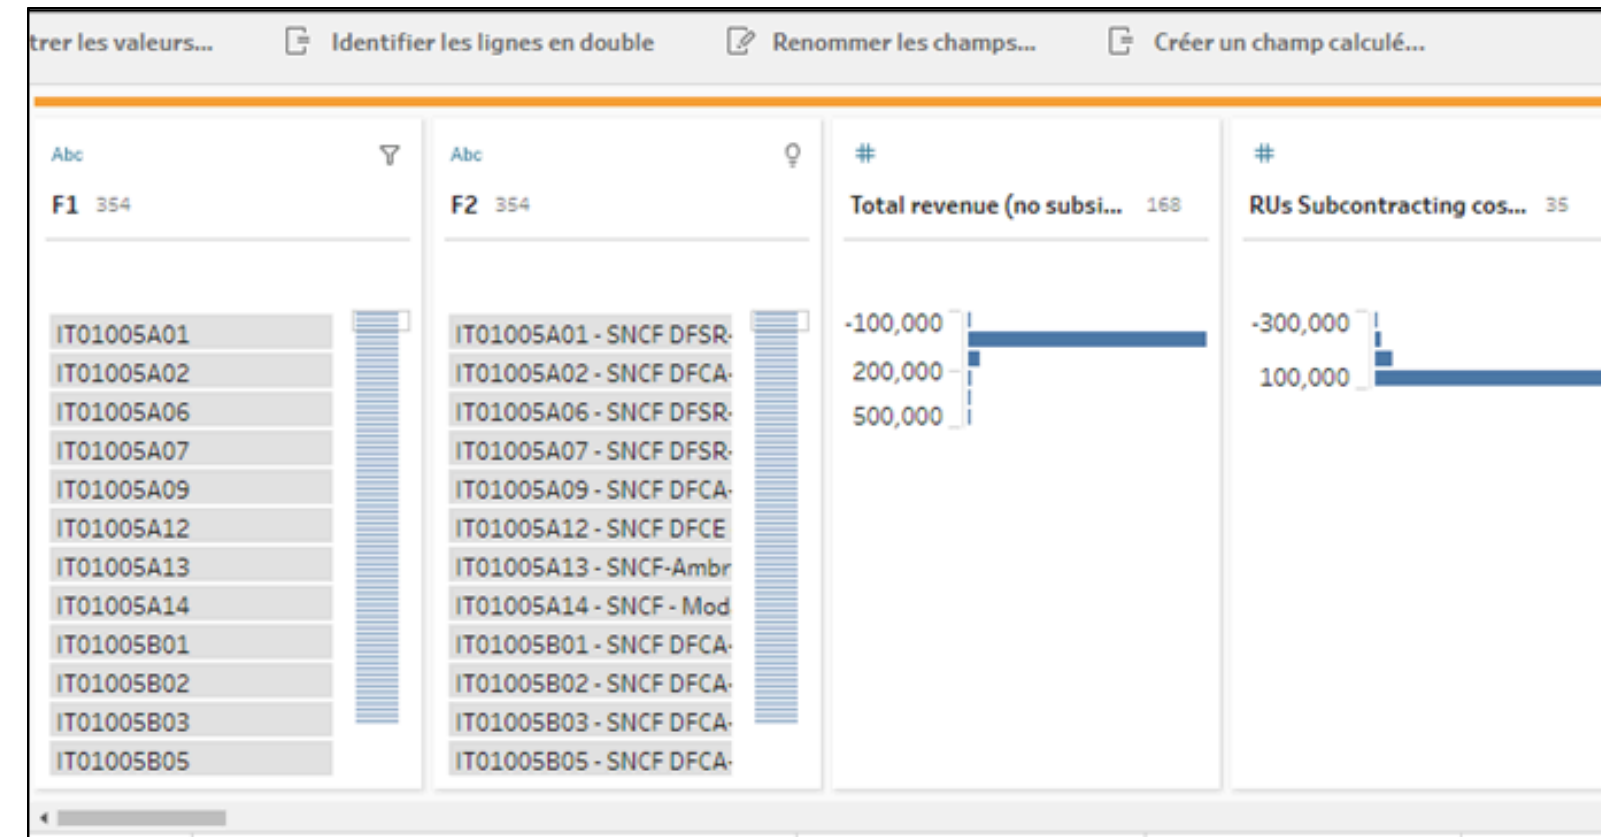 trer les valeurs... Identifier les lignes en double Renommer les champs... Créer un champ calculé...
Abc Abc # #
F1 354 F2 354 Total revenue (no subsi... 168 RUs Subcontracting cos... 35
IT01005A01 IT01005A01 - SNCF DFSR- -100,000 -300,000
IT01005A02 IT01005A02 - SNCF DFCA- 200,000 100,000
IT01005A06 IT01005A06 - SNCF DFSR- 500,000
IT01005A07 IT01005A07 - SNCF DFSR-
IT01005A09 IT01005A09 - SNCF DFCA-
IT01005A12 IT01005A12 - SNCF DFCE
IT01005A13 IT01005A13 - SNCF-Ambr
IT01005A14 IT01005A14 - SNCF - Mod
IT01005B01 IT01005B01 - SNCF DFCA-
IT01005B02 IT01005B02 - SNCF DFCA-
IT01005B03 IT01005B03 - SNCF DFCA-
IT01005B05 IT01005B05 - SNCF DFCA-